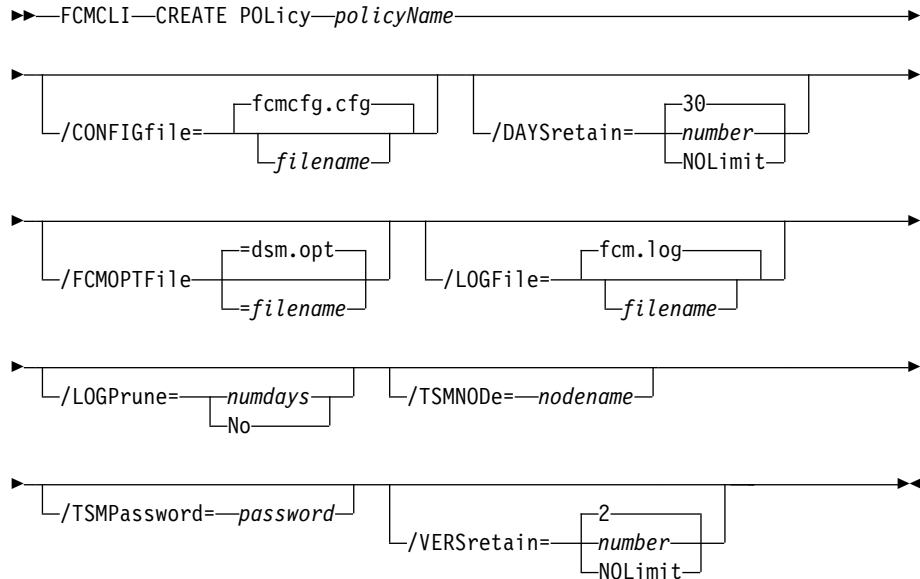 FCMCLI CREATE POLicy policyName
/CONFIGfile= fcmcfg.cfg filename /DAYSretain= 30 number NOLimit
/FCMOPTFile =dsm.opt =filename /LOGFile= fcm.log filename
/LOGPrune= numdays No /TSMNODe= nodename
/TSMPassword= password /VERSretain= 2 number NOLimit